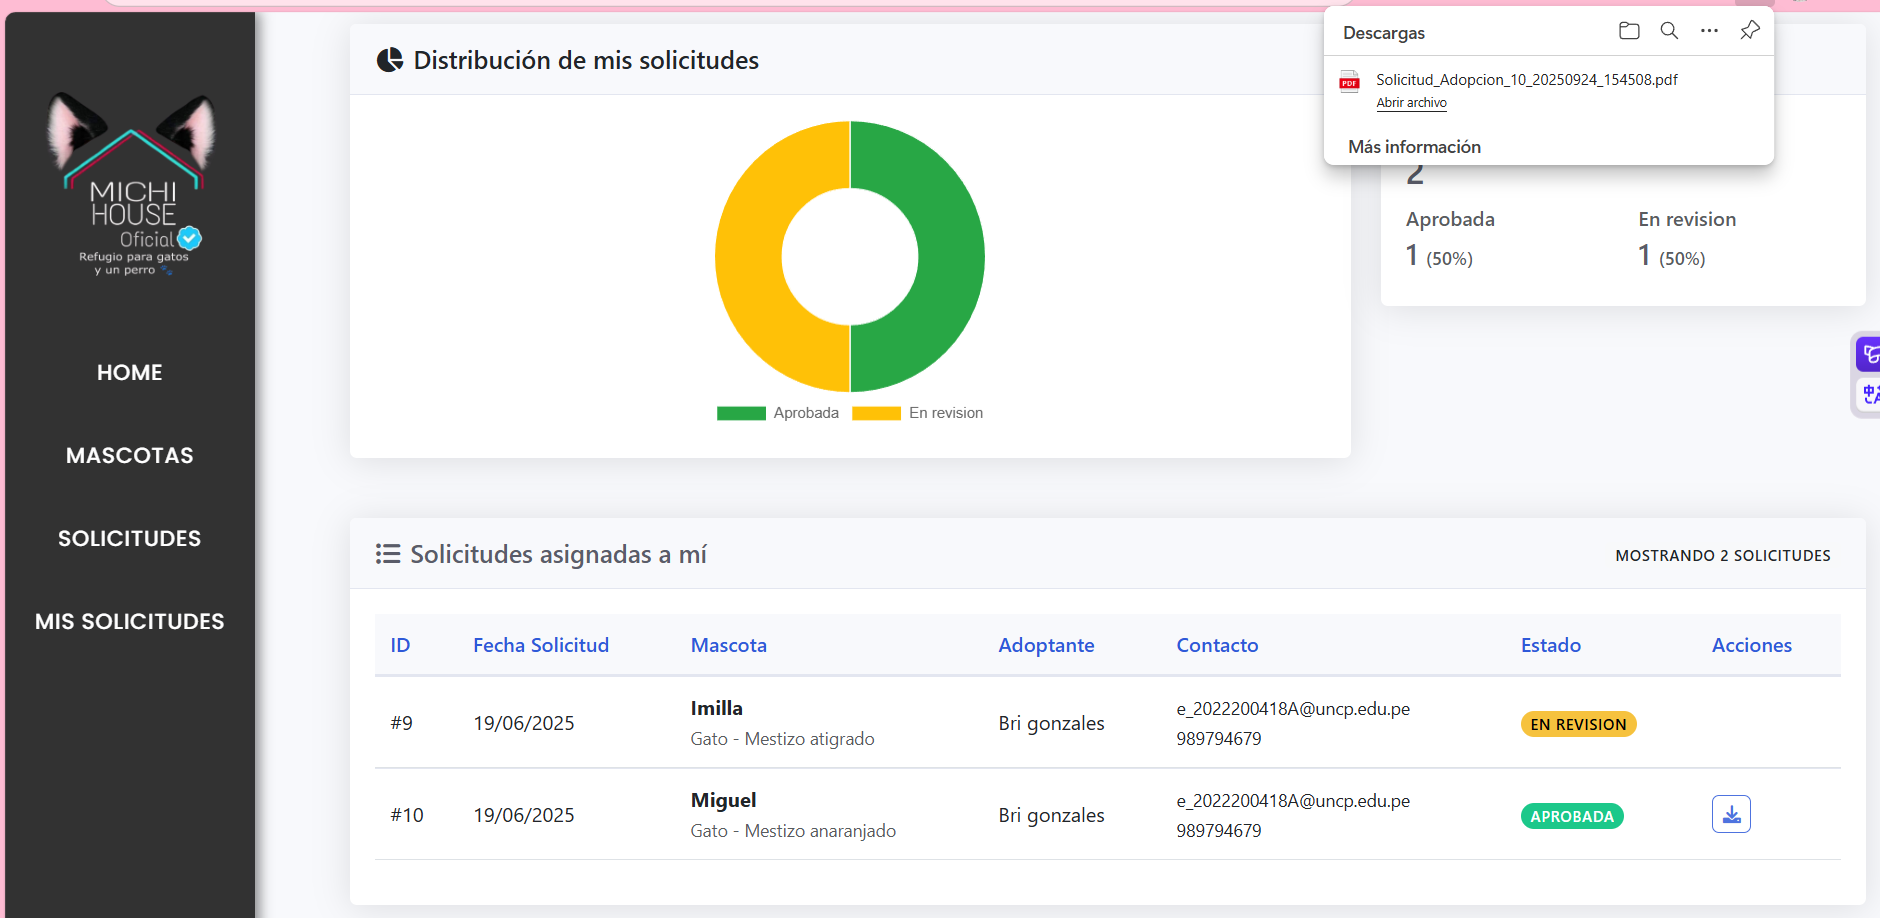 MICHI
HOUSE
Oficial
Refugio para gatos
y un perro
HOME
MASCOTAS
SOLICITUDES
MIS SOLICITUDES
Distribución de mis solicitudes
Aprobada
En revision
Descargas
PDF
Solicitud_Adopcion_10_20250924_154508.pdf
Abrir archivo
Más información
2
Aprobada
En revision
1 (50%)
1 (50%)
Solicitudes asignadas a mí
MOSTRANDO 2 SOLICITUDES
ID Fecha Solicitud Mascota Adoptante Contacto Estado Acciones
#9 19/06/2025 Imilla Bri gonzales e_2022200418A@uncp.edu.pe EN REVISION
Gato - Mestizo atigrado 989794679
#10 19/06/2025 Miguel Bri gonzales e_2022200418A@uncp.edu.pe APROBADA
Gato - Mestizo anaranjado 989794679